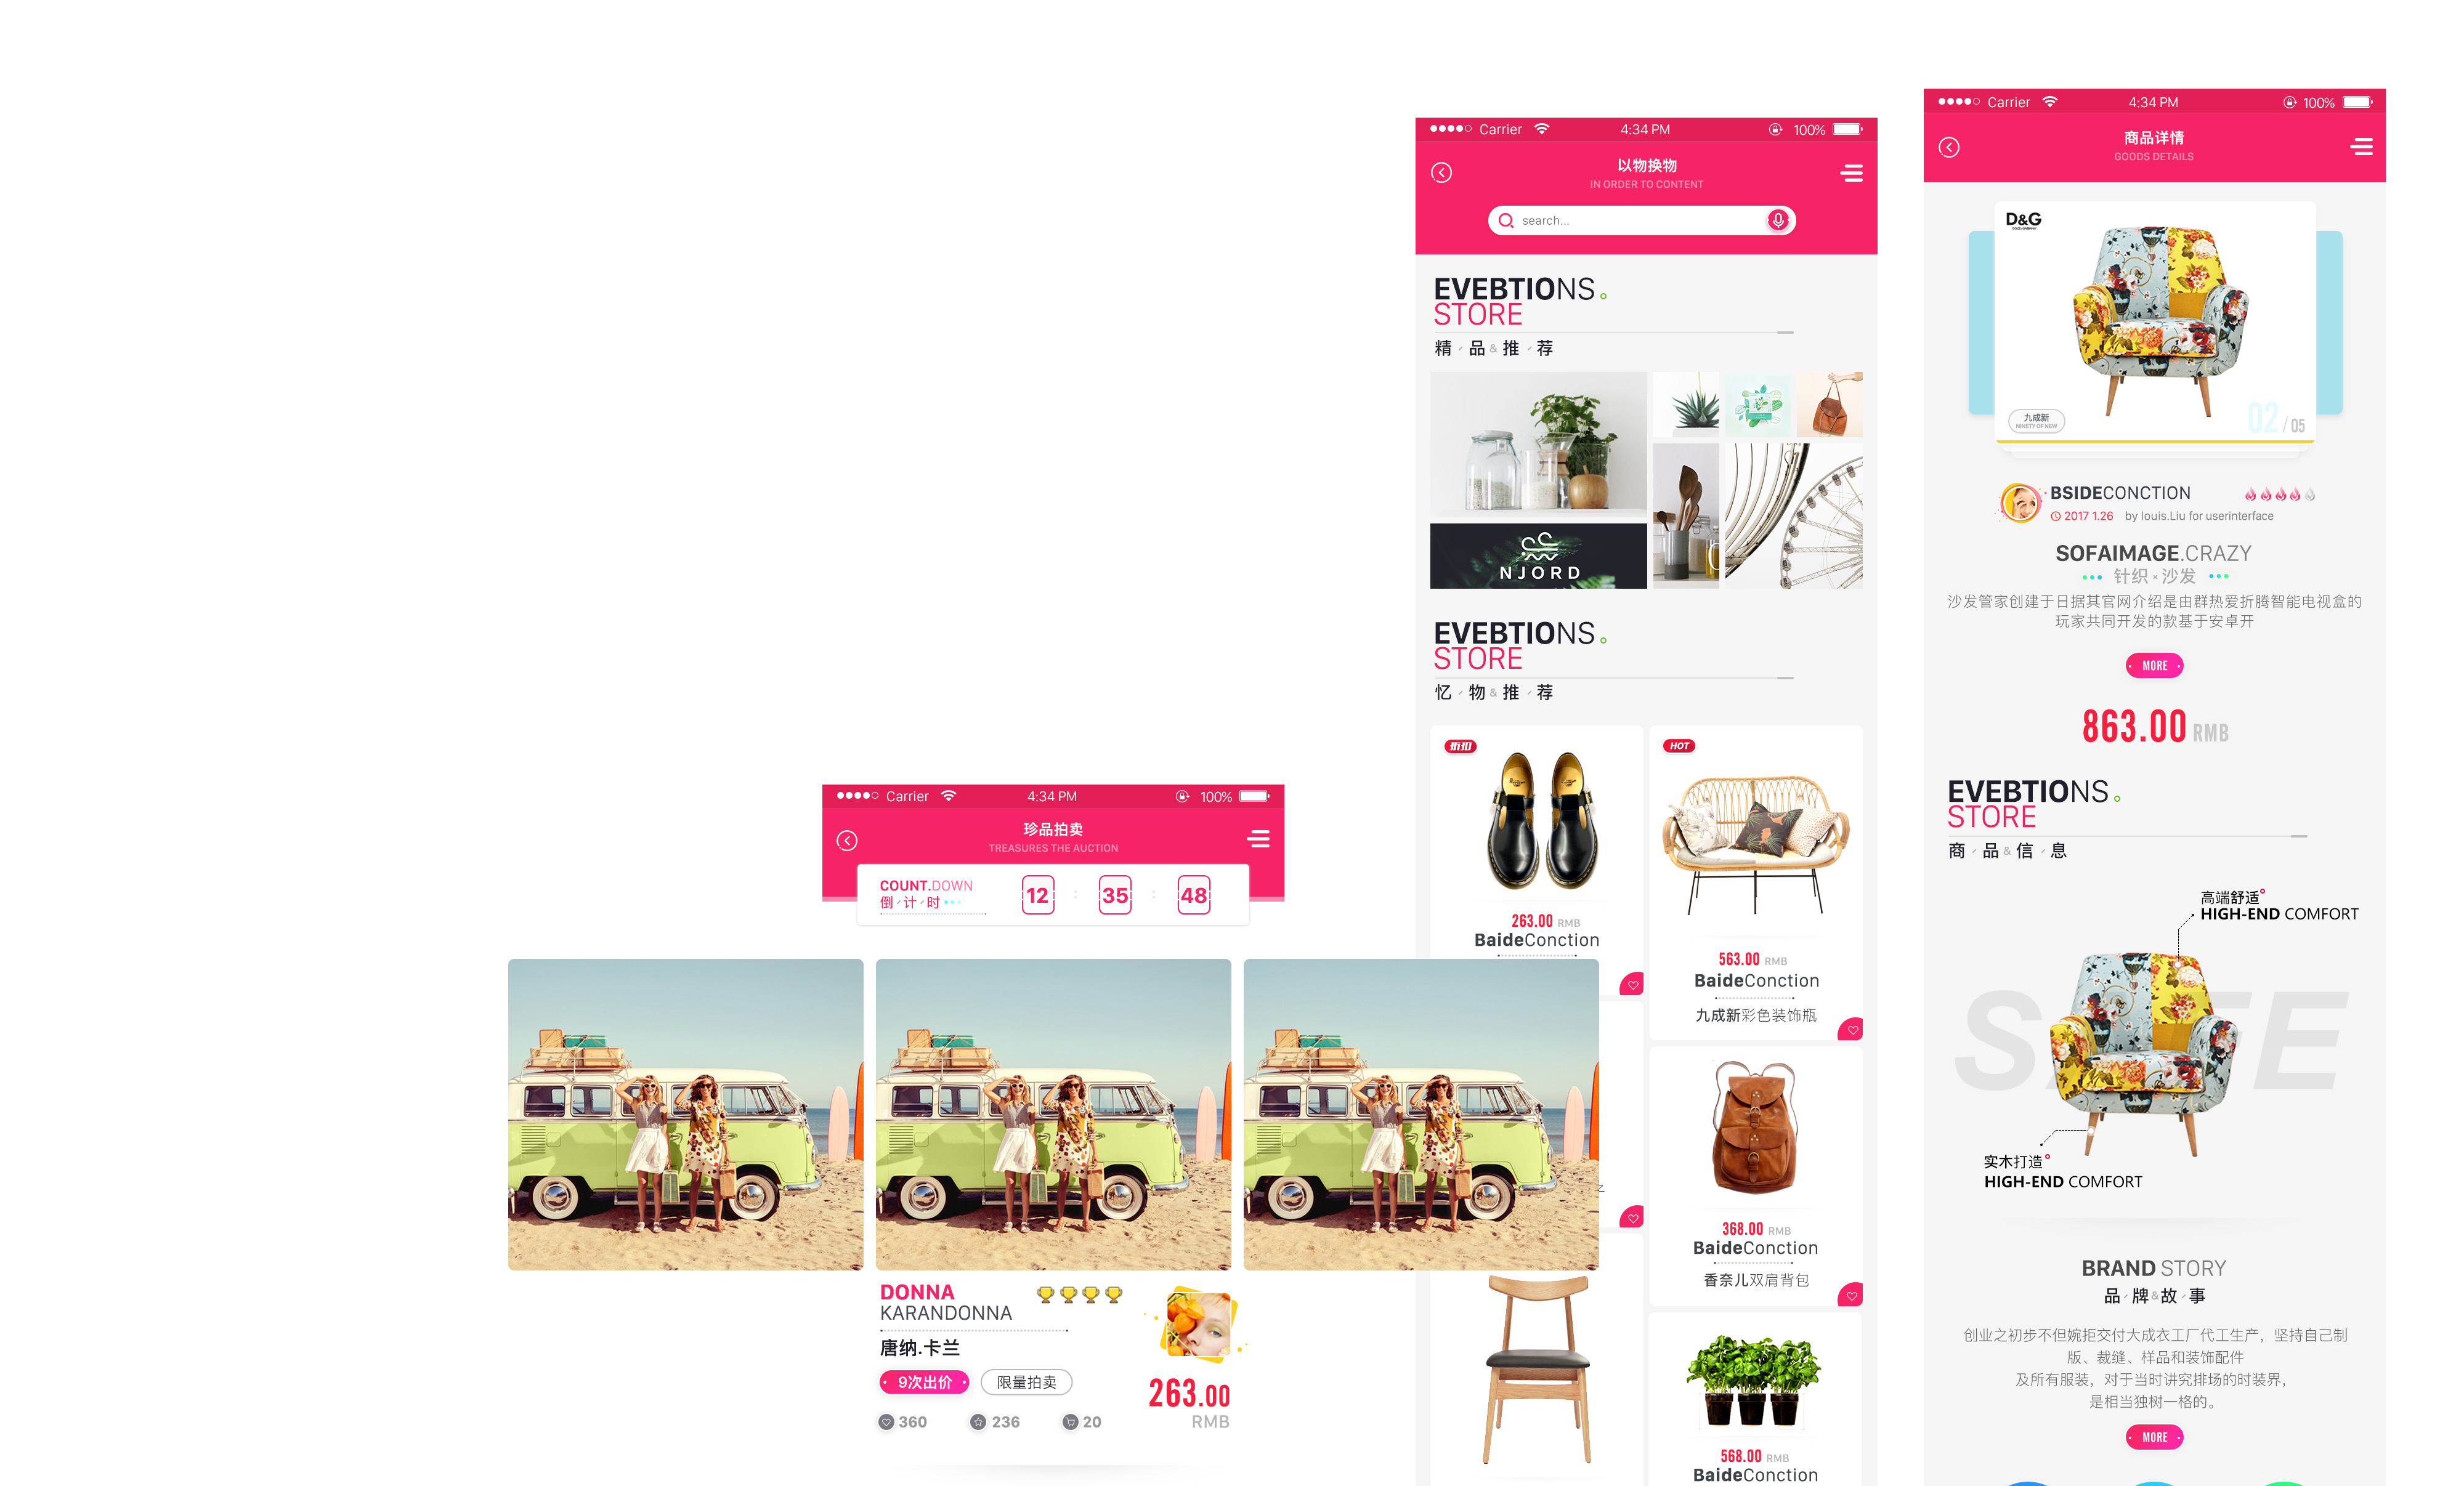 Carrier 4:34 PM 100%
珍品拍卖
TREASURES THE AUCTION
COUNT.DOWN
倒计时
12 : 35 : 48
DONNA
KARANDONNA
唐纳.卡兰
9次出价 限量拍卖
263.00
RMB
360 236 20
Carrier 4:34 PM 100%
以物换物
IN ORDER TO CONTENT
search...
EVEBTIONS
STORE
精品&推荐
NJORD
EVEBTIONS
STORE
忆物&推荐
折扣
263.00 RMB
BaideConction
HOT
563.00 RMB
BaideConction
九成新彩色装饰瓶
368.00 RMB
BaideConction
香奈儿双肩背包
568.00 RMB
BaideConction
Carrier 4:34 PM 100%
商品详情
GOODS DETAILS
D&G
九成新
NINETY OF NEW
02 / 05
BSIDECONCTION
2017 1.26 by louis.Liu for userinterface
SOFAIMAGE.CRAZY
针织×沙发
沙发管家创建于日据其官网介绍是由群热爱折腾智能电视盒的
玩家共同开发的款基于安卓开
MORE
863.00 RMB
EVEBTIONS
STORE
商品&信息
高端舒适
HIGH-END COMFORT
实木打造
HIGH-END COMFORT
BRAND STORY
品牌&故事
创业之初步不但婉拒交付大成衣工厂代工生产，坚持自己制
版、裁缝、样品和装饰配件
及所有服装，对于当时讲究排场的时装界，
是相当独树一格的。
MORE